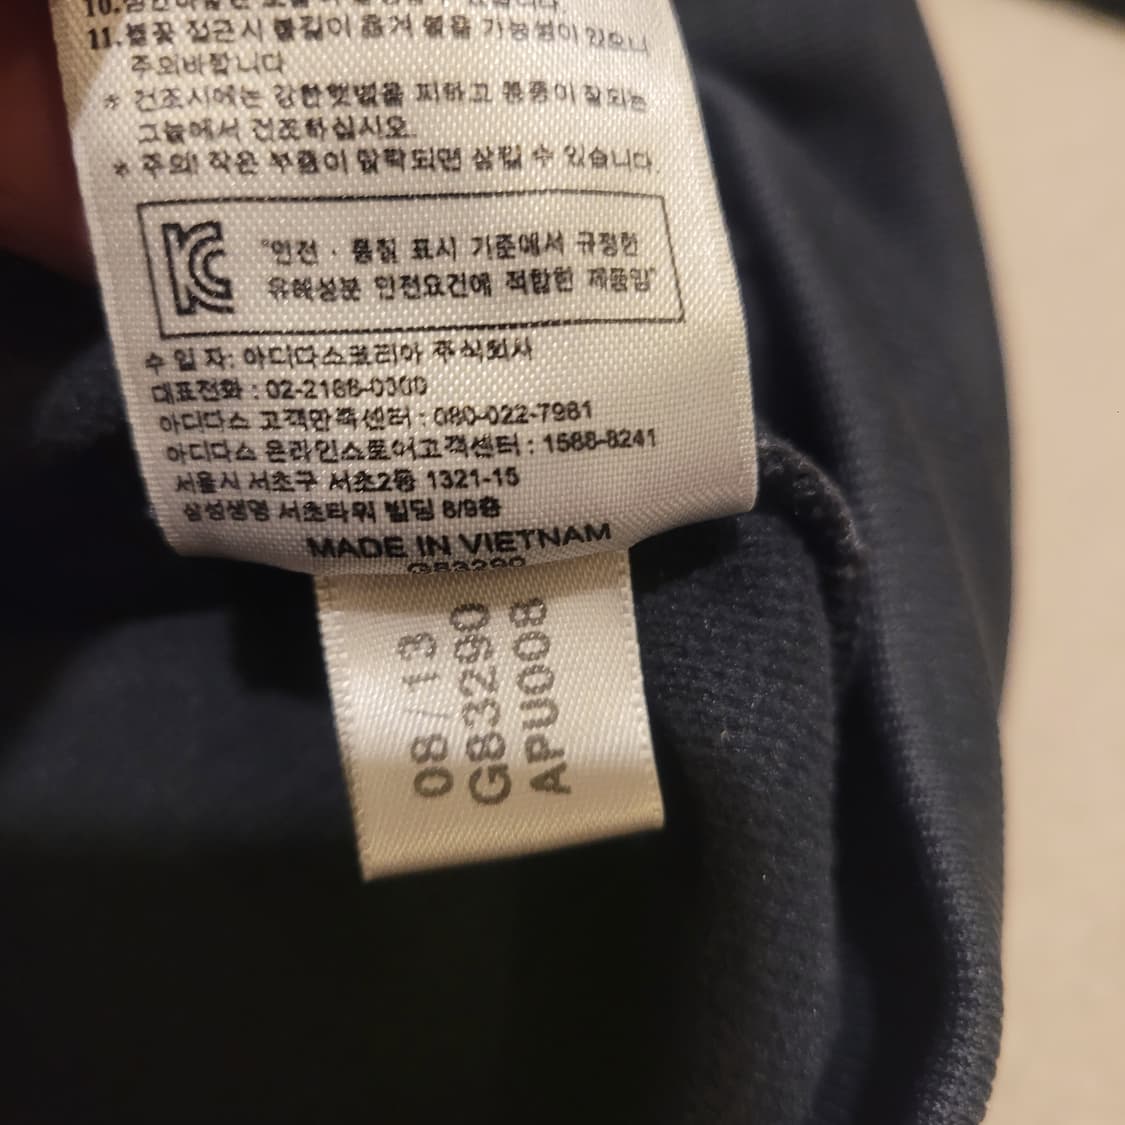 11.불꽃 접근시 불길이 옮겨 붙을 가능성이 있으니
주의바랍니다
* 건조시에는 강한햇볕을 피하고 통풍이 잘되는
그늘에서 건조하십시오.
* 주의! 작은 부품이 탈락되면 삼킬 수 있습니다.
KC
"안전 · 품질 표시 기준에서 규정한
유해성분 안전요건에 적합한 제품임"
수 입 자: 아디다스코리아 주식회사
대표전화 : 02-2186-0300
아디다스 고객만족센터 : 080-022-7981
아디다스 온라인스토어고객센터 : 1588-8241
서울시 서초구 서초2동 1321-15
삼성생명 서초타워 빌딩 8/9층
MADE IN VIETNAM
G83290
08/13
G83290
APU008